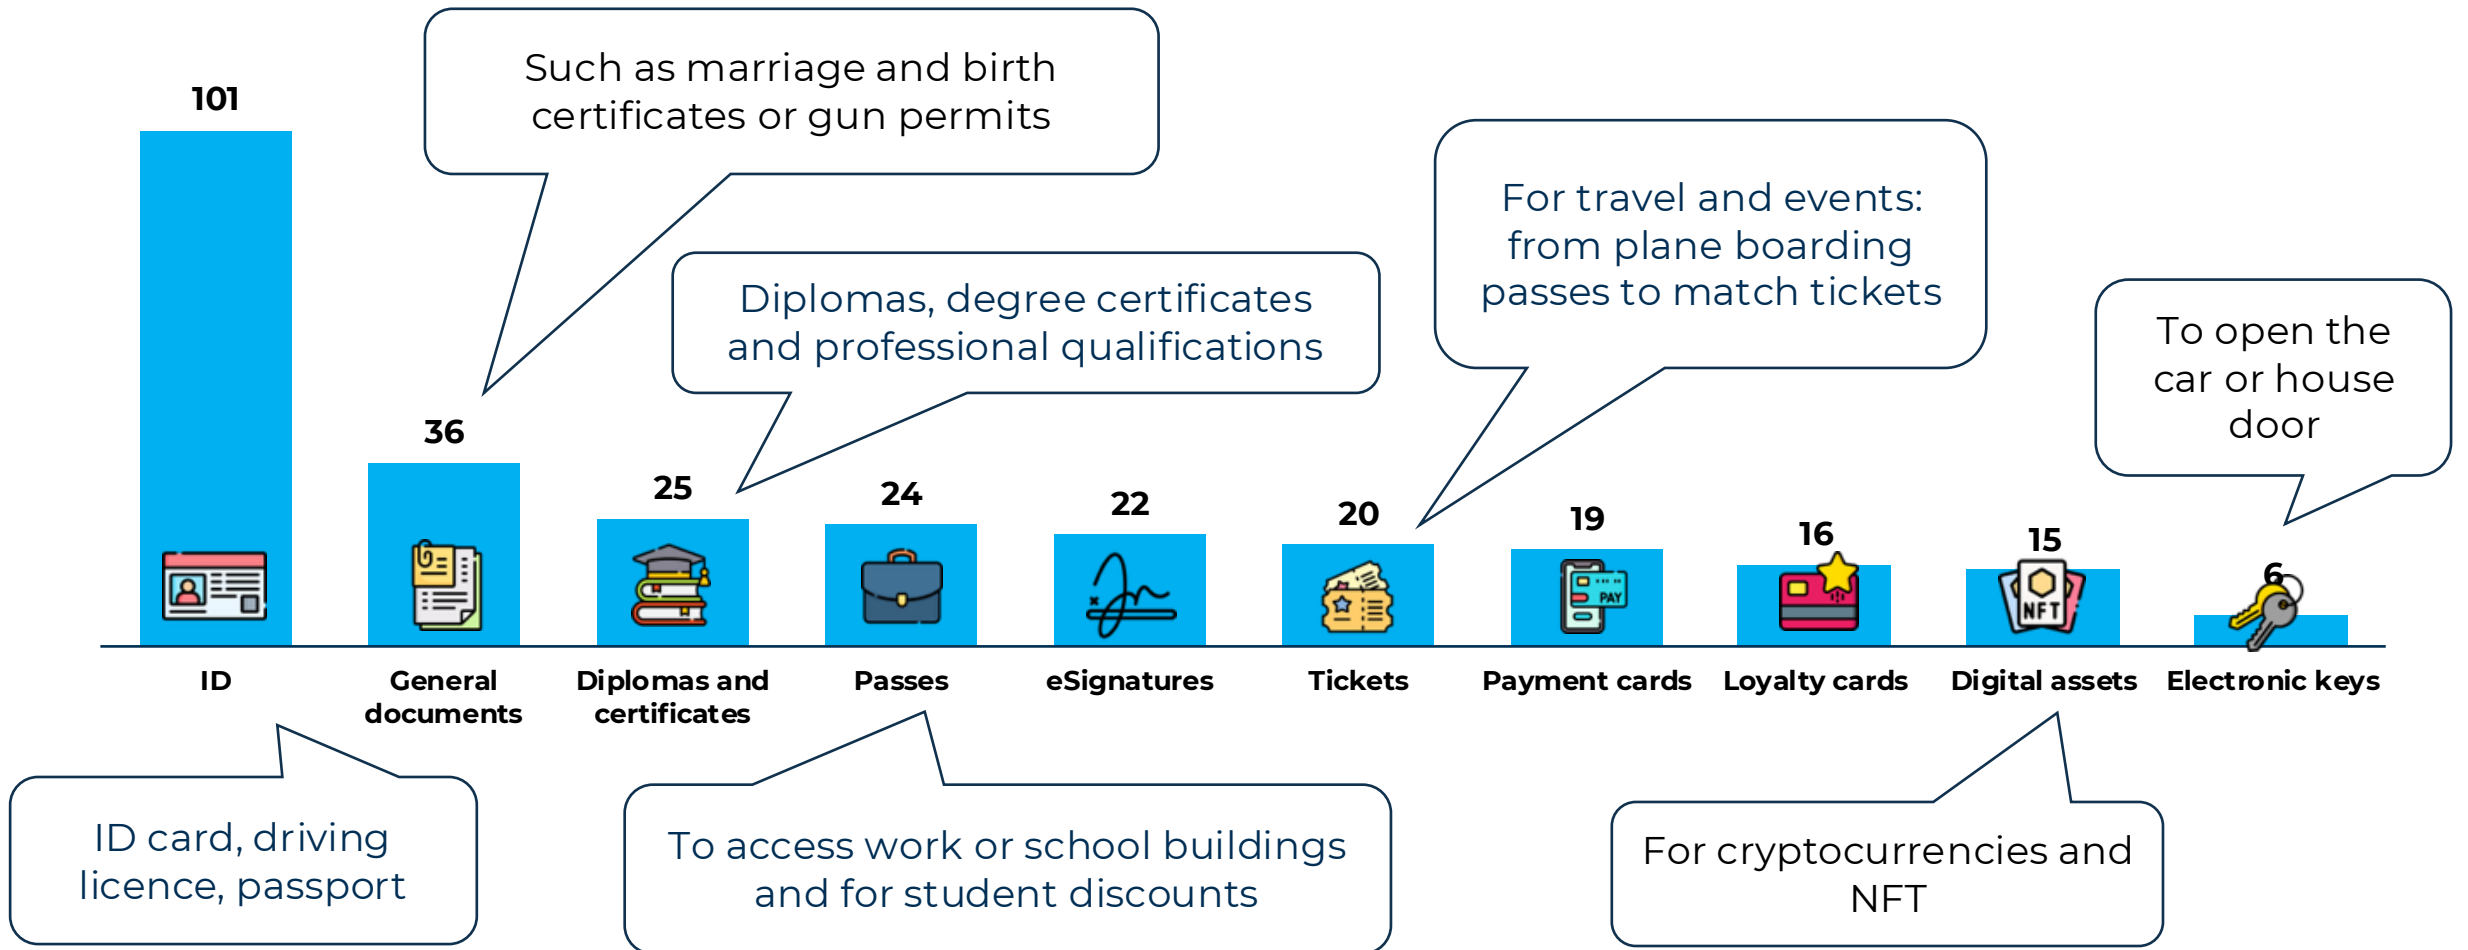 Such as marriage and birth
certificates or gun permits
101
For travel and events:
from plane boarding
passes to match tickets
Diplomas, degree certificates
and professional qualifications
To open the
car or house
door
36
25
24
22
20
19
16
15
6
PAY
NFT
ID
General
documents
Diplomas and
certificates
Passes
eSignatures
Tickets
Payment cards
Loyalty cards
Digital assets
Electronic keys
ID card, driving
licence, passport
To access work or school buildings
and for student discounts
For cryptocurrencies and
NFT